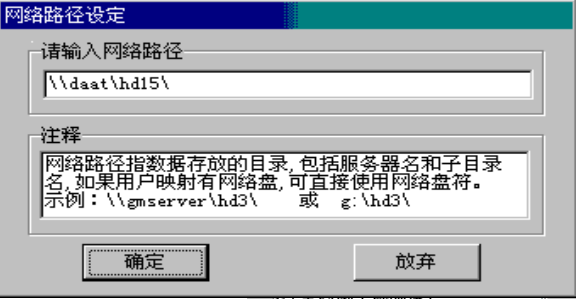 网络路径设定
请输入网络路径
\\daat\hd15\
注释
网络路径指数据存放的目录,包括服务器名和子目录
名,如果用户映射有网络盘,可直接使用网络盘符。
示例：\\gmserver\hd3\ 或 g:\hd3\
确定 放弃